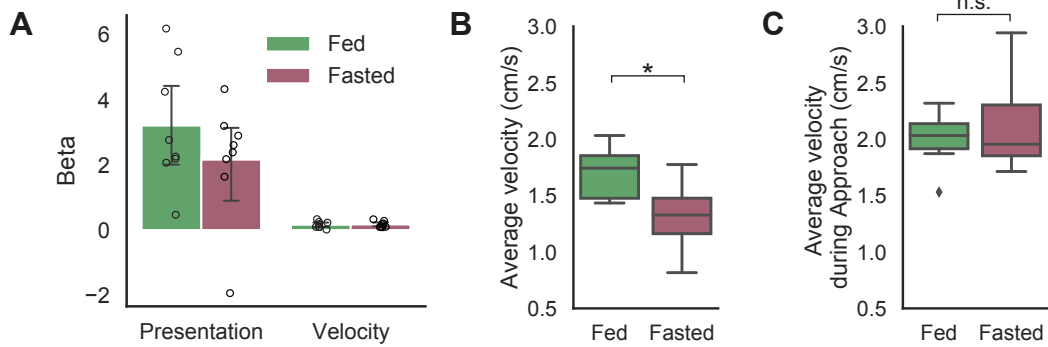 A
Beta
6
4
2
0
−2
Fed
Fasted
Presentation
Velocity
B
Average velocity (cm/s)
3.0
2.5
2.0
1.5
1.0
0.5
*
Fed
Fasted
C
Average velocity
during Approach (cm/s)
3.0
2.5
2.0
1.5
1.0
0.5
n.s.
Fed
Fasted